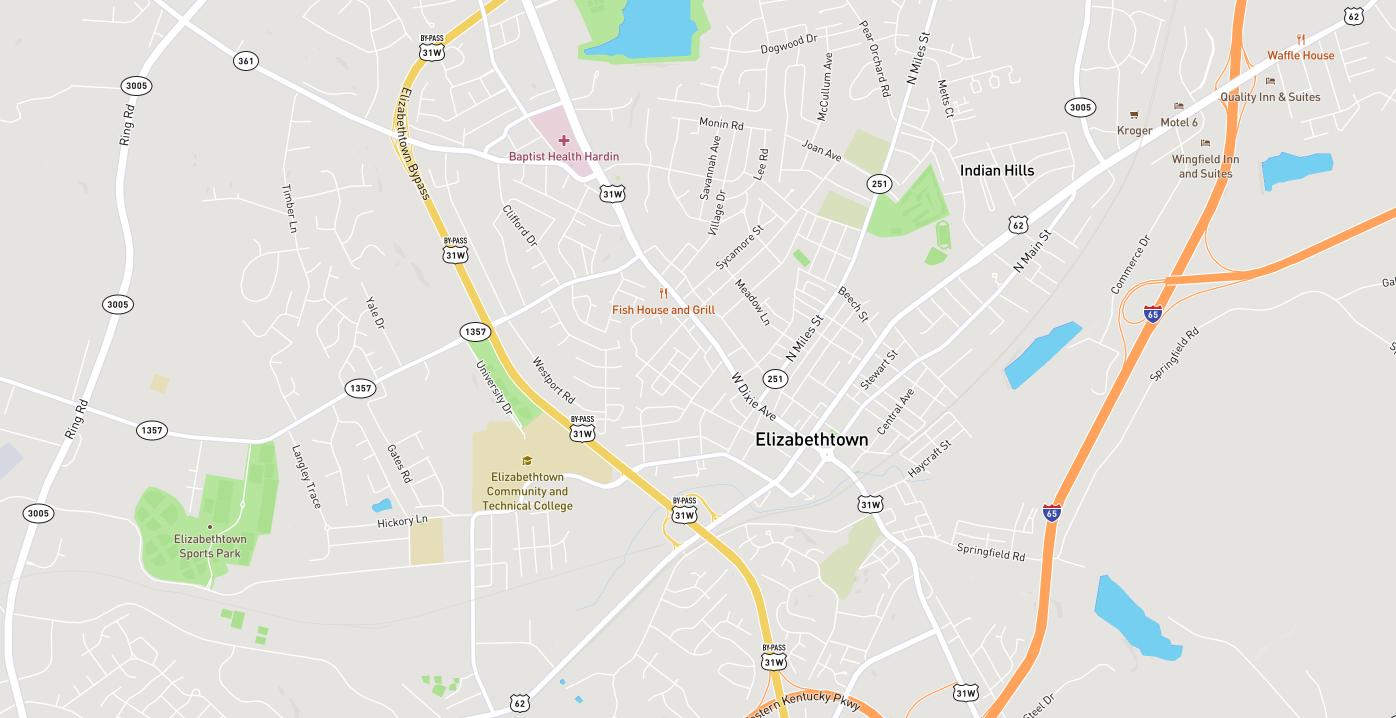 62
BY-PASS
31W
Waffle House
Dogwood Dr
Pear Orchard Rd
N Miles St
361
3005
McCullum Ave
Metts Ct
Quality Inn & Suites
3005
Motel 6
Kroger
Ring Rd
Elizabethtown Bypass
Monin Rd
Joan Ave
Baptist Health Hardin
Savannah Ave
Lee Rd
Indian Hills
Wingfield Inn
and Suites
251
31W
Timber Ln
Clifford Dr
Village Dr
62
BY-PASS
31W
Sycamore St
N Main St
Commerce Dr
3005
Yale Dr
Fish House and Grill
Meadow Ln
Beech St
65
1357
N Miles St
Springfield Rd
University Dr
Westport Rd
1357
251
W Dixie Ave
Stewart St
Central Ave
Ring Rd
1357
BY-PASS
31W
Elizabethtown
Haycraft St
Langley Trace
Gates Rd
Elizabethtown
Community and
Technical College
3005
Hickory Ln
BY-PASS
31W
31W
65
Elizabethtown
Sports Park
Springfield Rd
BY-PASS
31W
62
31W
Steel Dr
Kentucky Pkwy